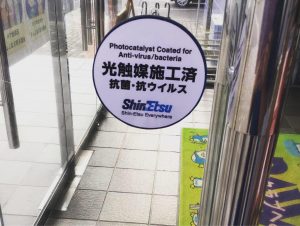 Photocatalyst Coated for
Anti-virus/bacteria
光触媒施工済
抗菌・抗ウイルス
ShinEtsu
Shin-Etsu Everywhere